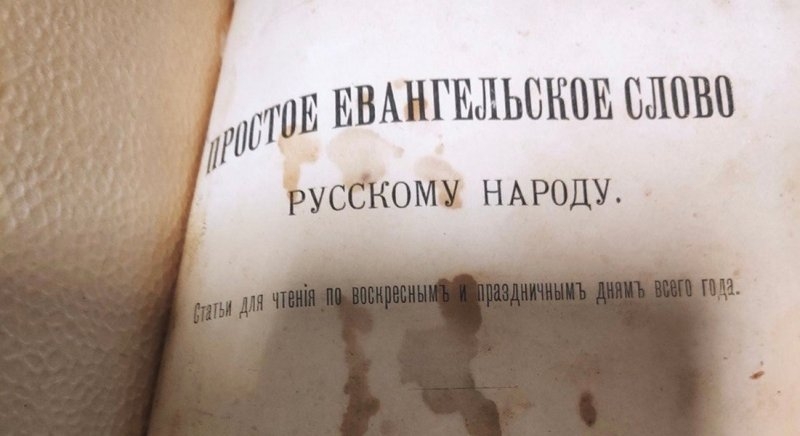 ПРОСТОЕ ЕВАНГЕЛЬСКОЕ СЛОВО
РУССКОМУ НАРОДУ.
Статьи для чтенія по воскреснымъ и праздничнымъ днямъ всего года.